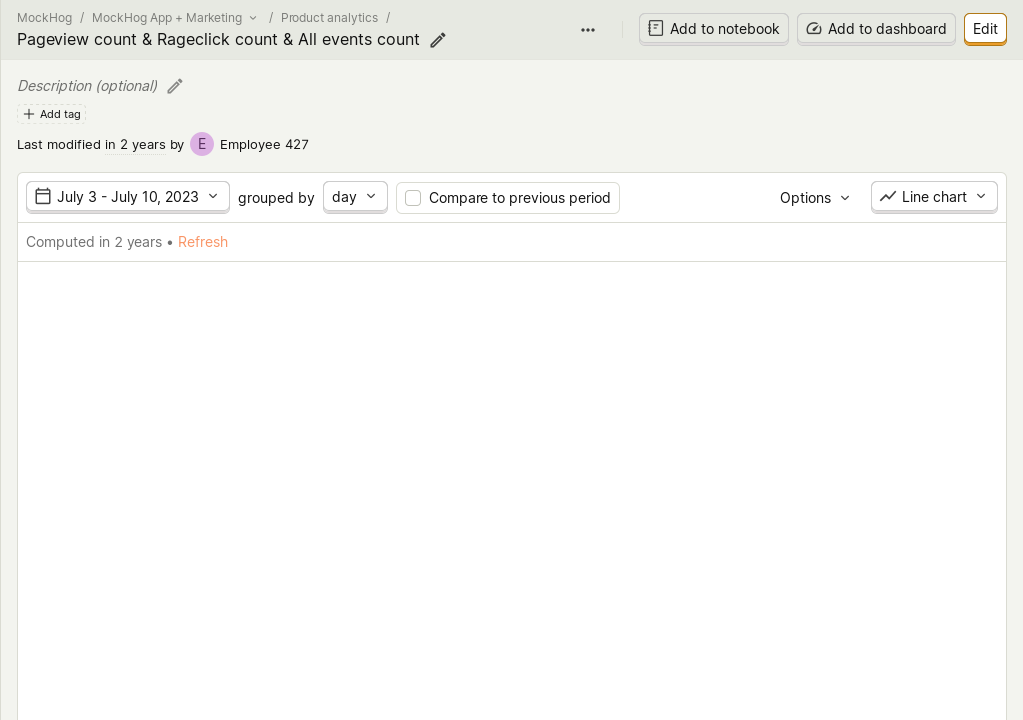 MockHog / MockHog App + Marketing / Product analytics /
Pageview count & Rageclick count & All events count
Add to notebook Add to dashboard Edit
Description (optional)
Add tag
Last modified in 2 years by E Employee 427
July 3 - July 10, 2023 grouped by day Compare to previous period Options Line chart
Computed in 2 years • Refresh